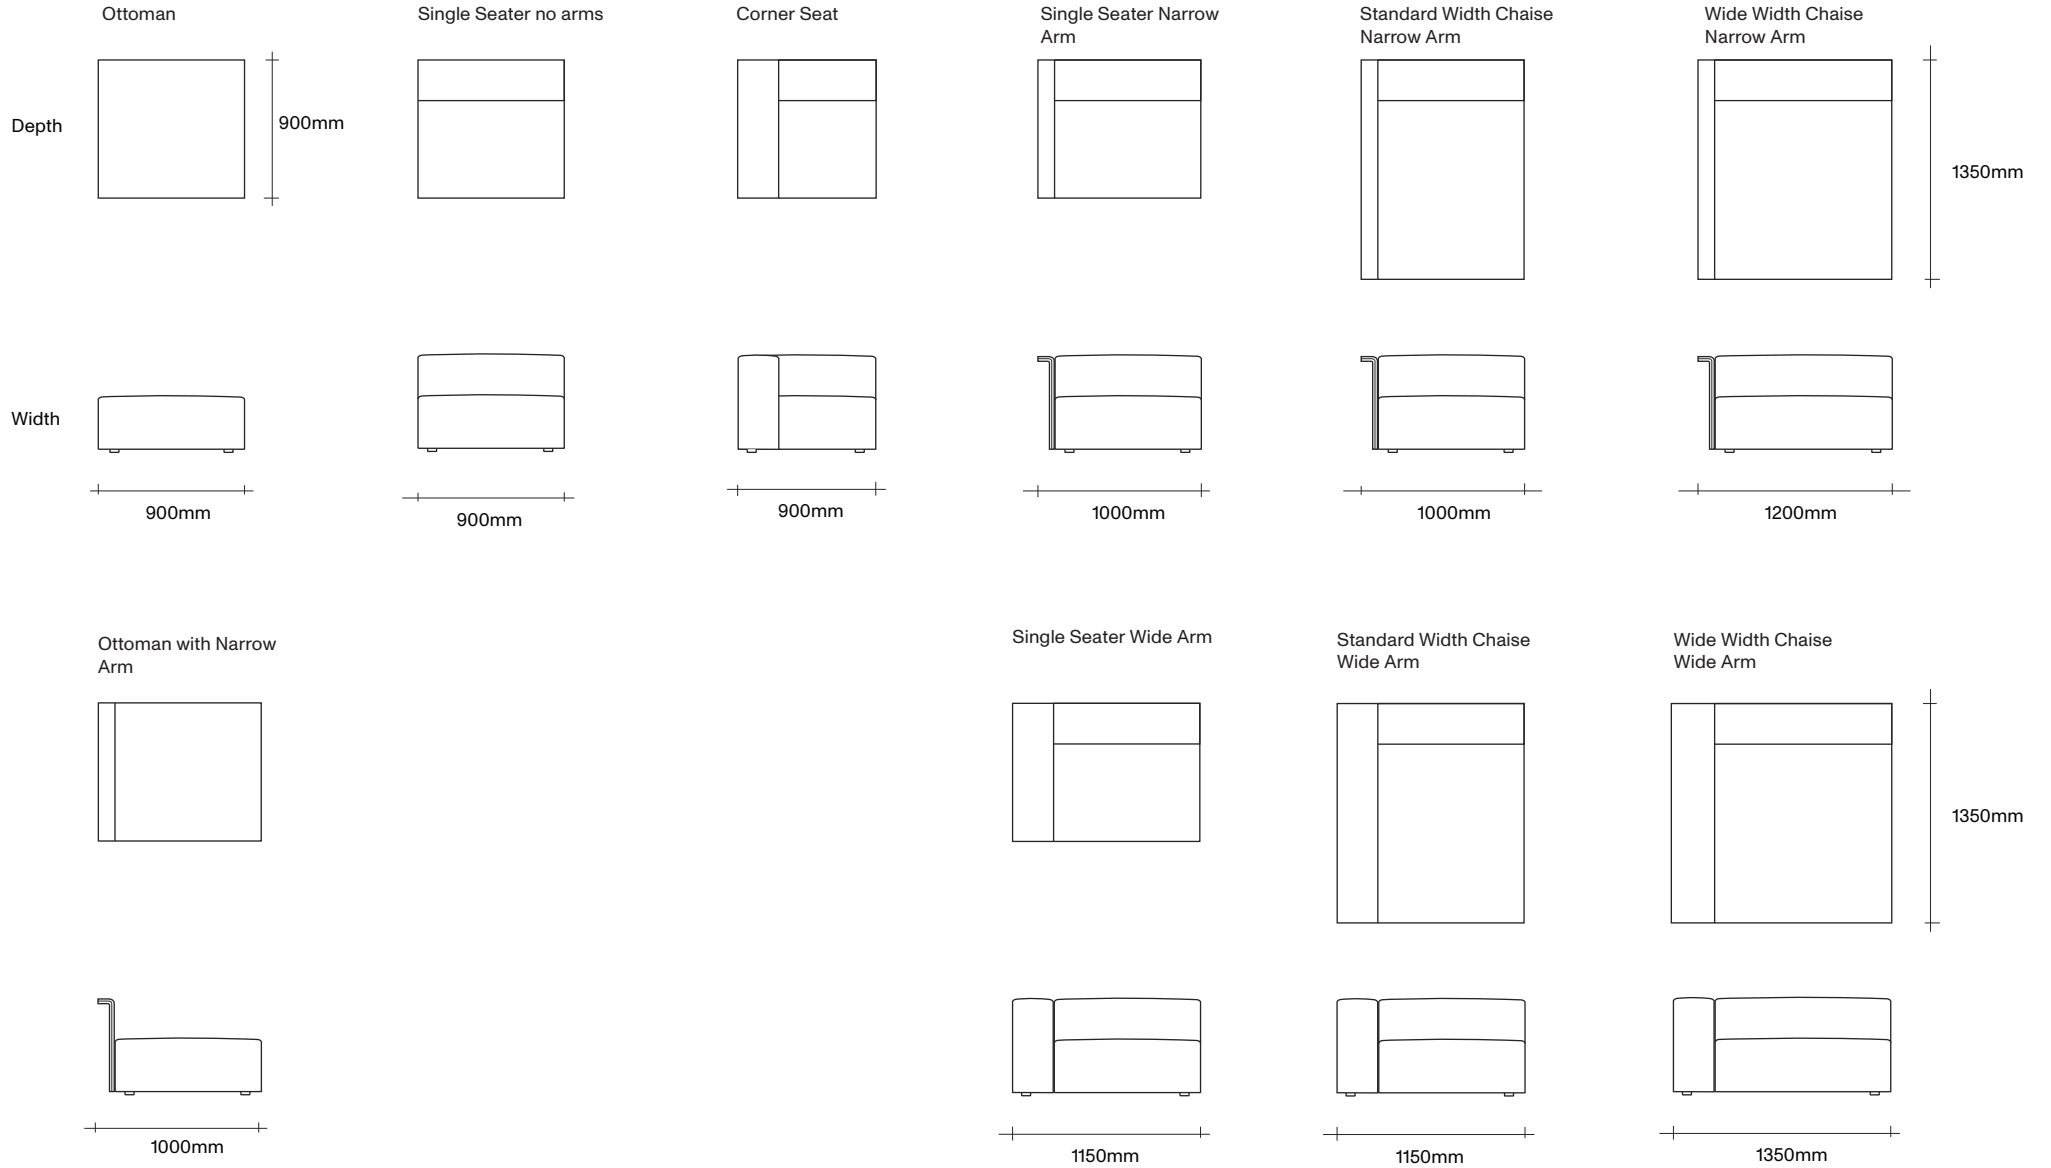 Ottoman
Single Seater no arms
Corner Seat
Single Seater Narrow
Arm
Standard Width Chaise
Narrow Arm
Wide Width Chaise
Narrow Arm
Depth
900mm
1350mm
Width
900mm
900mm
900mm
1000mm
1000mm
1200mm
Ottoman with Narrow
Arm
Single Seater Wide Arm
Standard Width Chaise
Wide Arm
Wide Width Chaise
Wide Arm
1350mm
1000mm
1150mm
1150mm
1350mm